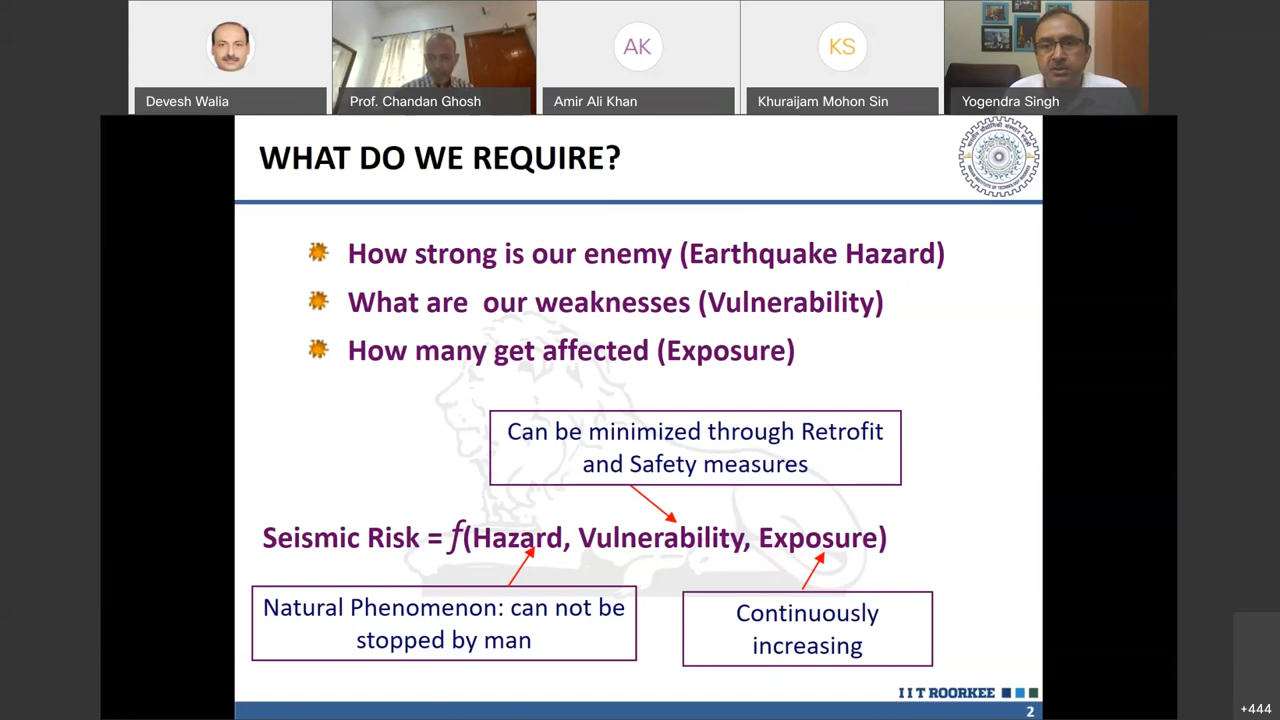 AK
KS
Devesh Walia
Prof. Chandan Ghosh
Amir Ali Khan
Khuraijam Mohon Sin
Yogendra Singh
WHAT DO WE REQUIRE?
How strong is our enemy (Earthquake Hazard)
What are our weaknesses (Vulnerability)
How many get affected (Exposure)
Can be minimized through Retrofit
and Safety measures
Seismic Risk = f(Hazard, Vulnerability, Exposure)
Natural Phenomenon: can not be
stopped by man
Continuously
increasing
I I T ROORKEE
2
+444